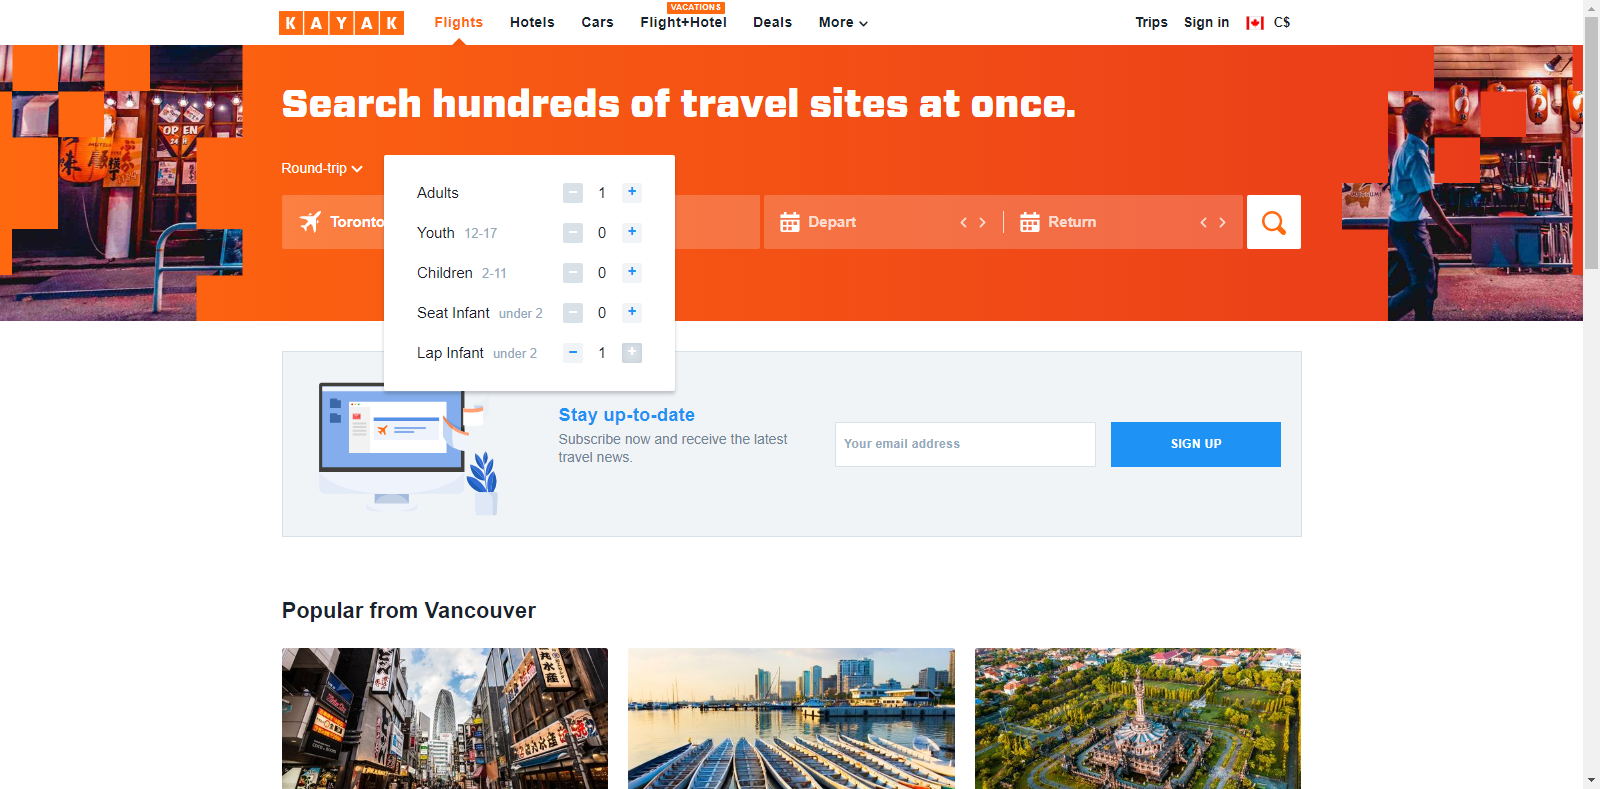 KAYAK
Flights
Hotels
Cars
VACATIONS
Flight+Hotel
Deals
More
Trips
Sign in
C$
Search hundreds of travel sites at once.
Round-trip
Toronto
Depart
Return
Adults 1
Youth 12-17 0
Children 2-11 0
Seat Infant under 2 0
Lap Infant under 2 1
OPEN
Stay up-to-date
Subscribe now and receive the latest
travel news.
Your email address
SIGN UP
Popular from Vancouver